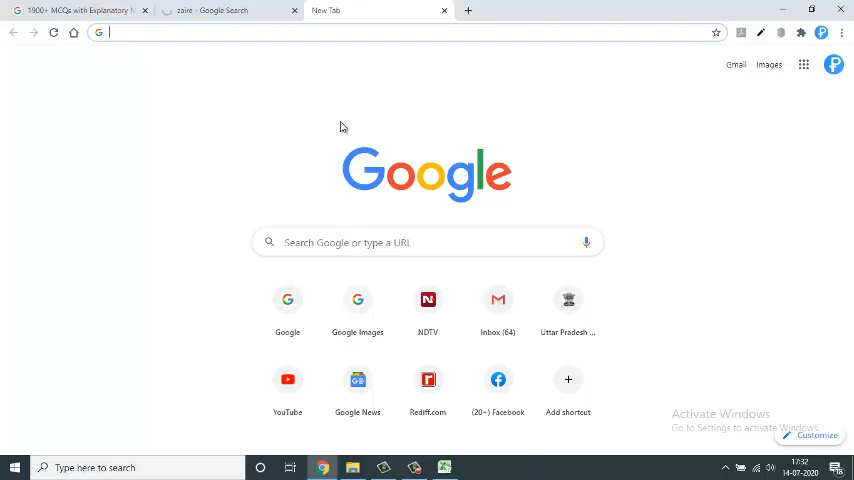 1900+ MCQs with Explanatory
zaire - Google Search
New Tab
Gmail Images
Google
Search Google or type a URL
Google Google Images NDTV Inbox (64) Uttar Pradesh ...
YouTube Google News Rediff.com (20+) Facebook Add shortcut
Activate Windows
Go to Settings to activate Windows.
Customize
Type here to search
17:32
14-07-2020